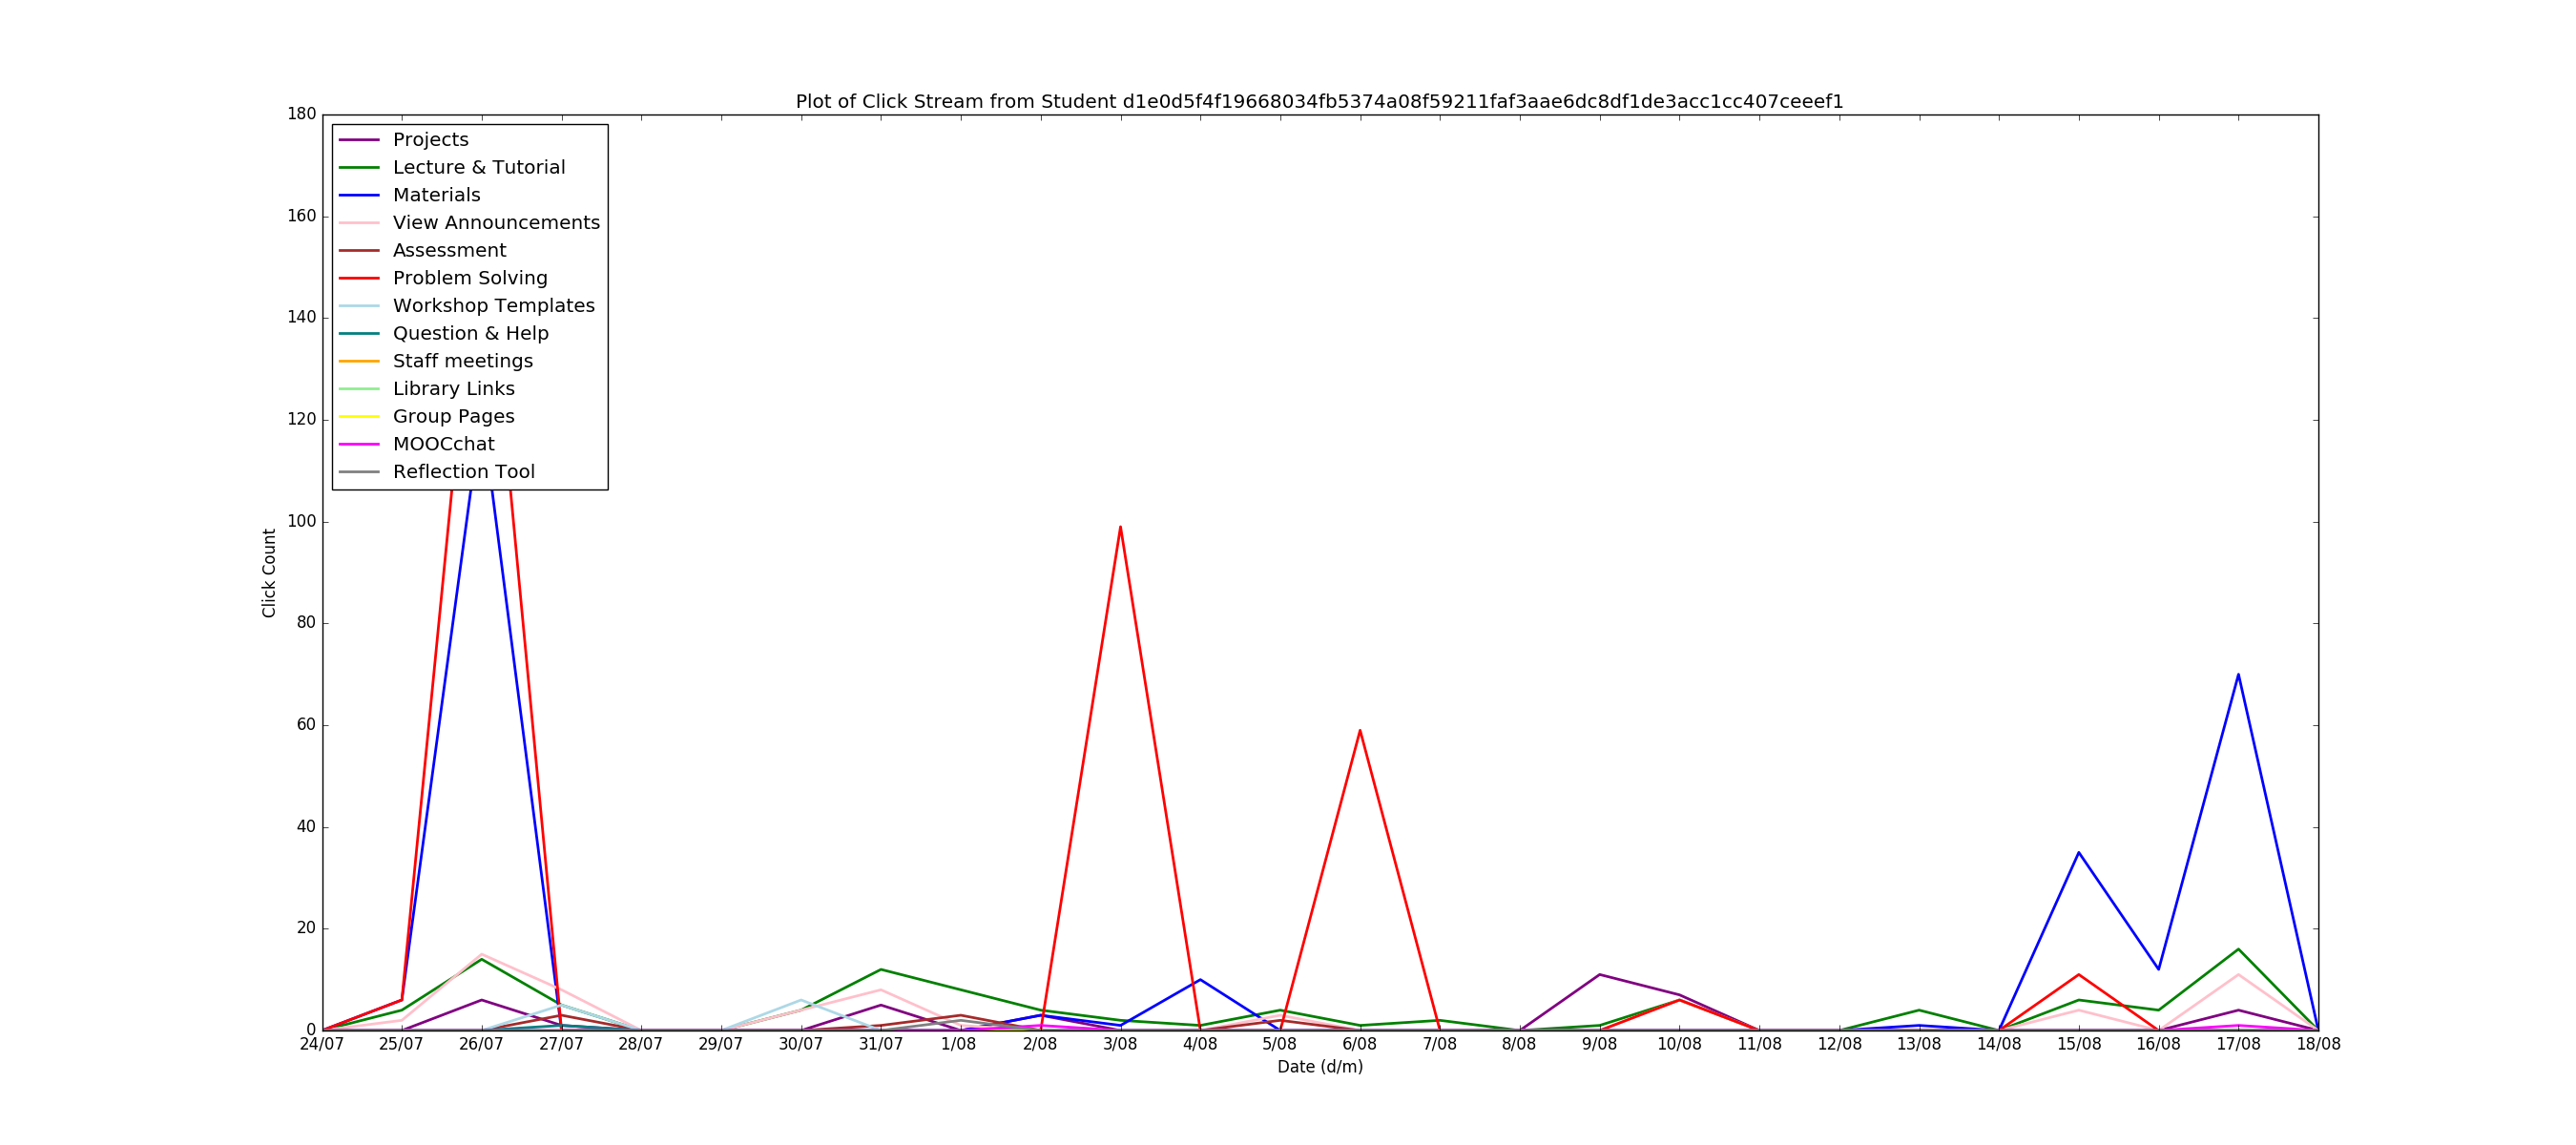 Plot of Click Stream from Student d1e0d5f4f19668034fb5374a08f59211faf3aae6dc8df1de3acc1cc407ceeef1
180
160
140
120
100
80
60
40
20
0
Click Count
Projects
Lecture & Tutorial
Materials
View Announcements
Assessment
Problem Solving
Workshop Templates
Question & Help
Staff meetings
Library Links
Group Pages
MOOCchat
Reflection Tool
24/07 25/07 26/07 27/07 28/07 29/07 30/07 31/07 1/08 2/08 3/08 4/08 5/08 6/08 7/08 8/08 9/08 10/08 11/08 12/08 13/08 14/08 15/08 16/08 17/08 18/08
Date (d/m)